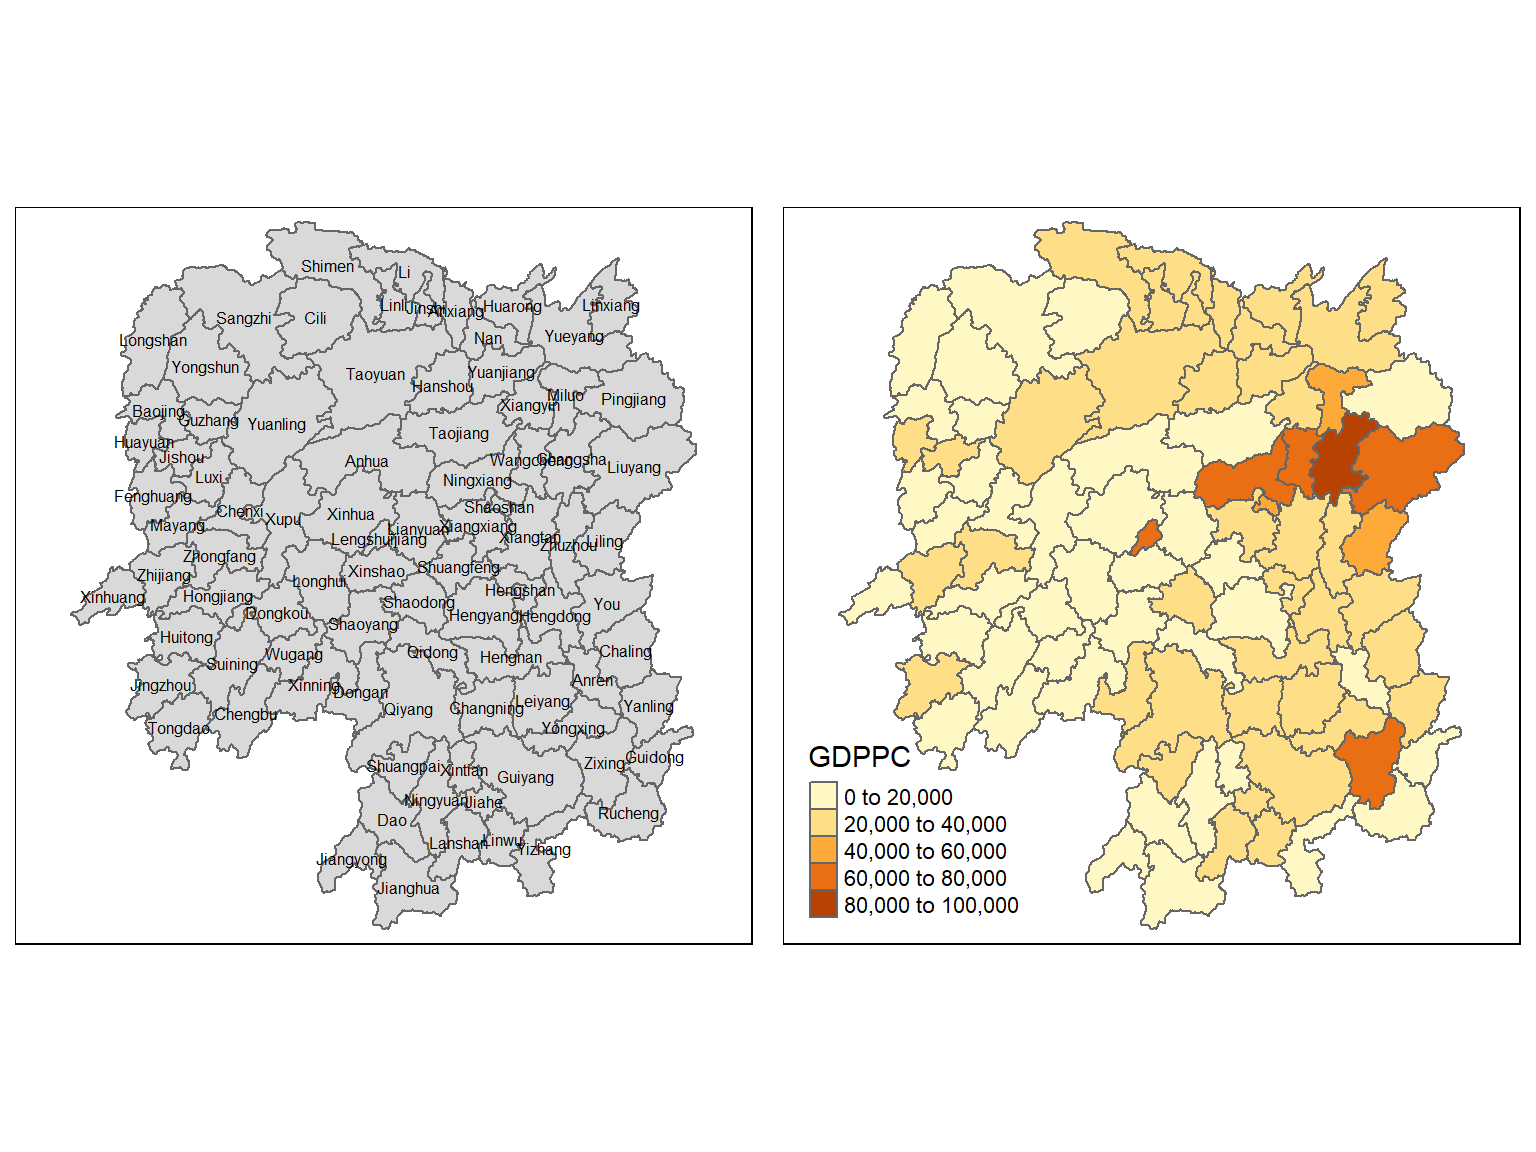 Shimen
Li
Linli
Jinshi
Anxiang
Huarong
Linxiang
Sangzhi
Cili
Nan
Yueyang
Longshan
Yongshun
Taoyuan
Hanshou
Yuanjiang
Miluo
Pingjiang
Xiangyin
Baojing
Guzhang
Yuanling
Taojiang
Huayuan
Jishou
Anhua
Wangcheng
Changsha
Liuyang
Luxi
Ningxiang
Fenghuang
Shaoshan
Chenxi
Xupu
Xinhua
Mayang
Lianyuan
Xiangxiang
Lengshuijiang
Xiangtan
Zhuzhou
Liling
Zhongfang
Zhijiang
Longhui
Xinshao
Shuangfeng
Xinhuang
Hongjiang
Hengshan
Shaodong
You
Dongkou
Hengyang
Hengdong
Shaoyang
Huitong
Wugang
Qidong
Henghan
Chaling
Suining
Jingzhou
Xinning
Dongan
Anren
Qiyang
Changning
Leiyang
Yanling
Chengbu
Tongdao
Yongxing
Shuangpai
Xintian
Guiyang
Zixing
Guidong
Ningyuan
Jiahe
Dao
Rucheng
Lanshan
Linwu
Yizhang
Jiangyong
Jianghua
GDPPC
0 to 20,000
20,000 to 40,000
40,000 to 60,000
60,000 to 80,000
80,000 to 100,000